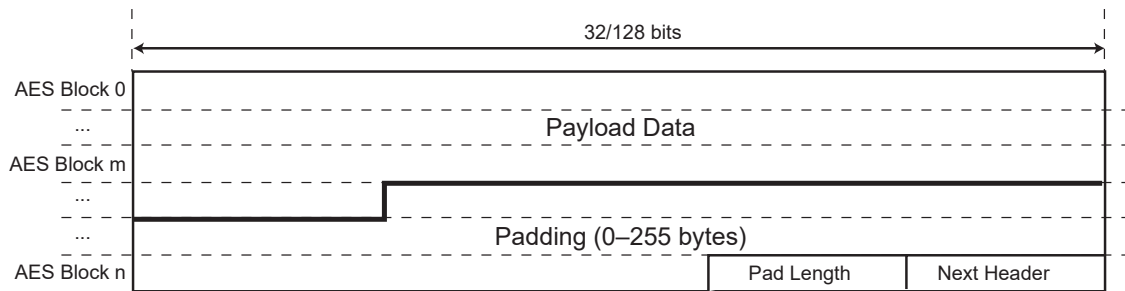 32/128 bits
AES Block 0
...
Payload Data
AES Block m
...
...
Padding (0–255 bytes)
AES Block n
Pad Length
Next Header